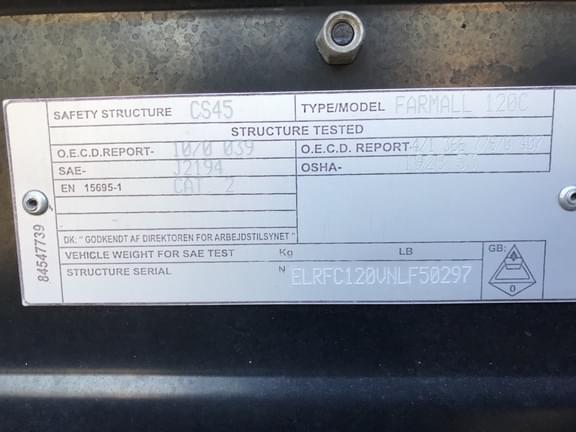 SAFETY STRUCTURE CS45 TYPE/MODEL FARMALL 120C
STRUCTURE TESTED
O.E.C.D.REPORT- 10/0 039 O.E.C.D. REPORT
SAE- J2194 OSHA-
EN 15695-1 CAT. 2
DK: " GODKENDT AF DIREKTOREN FOR ARBEJDSTILSYNET "
VEHICLE WEIGHT FOR SAE TEST Kg LB
STRUCTURE SERIAL N ELRFC120VNLF50297
GB:
0
84547739